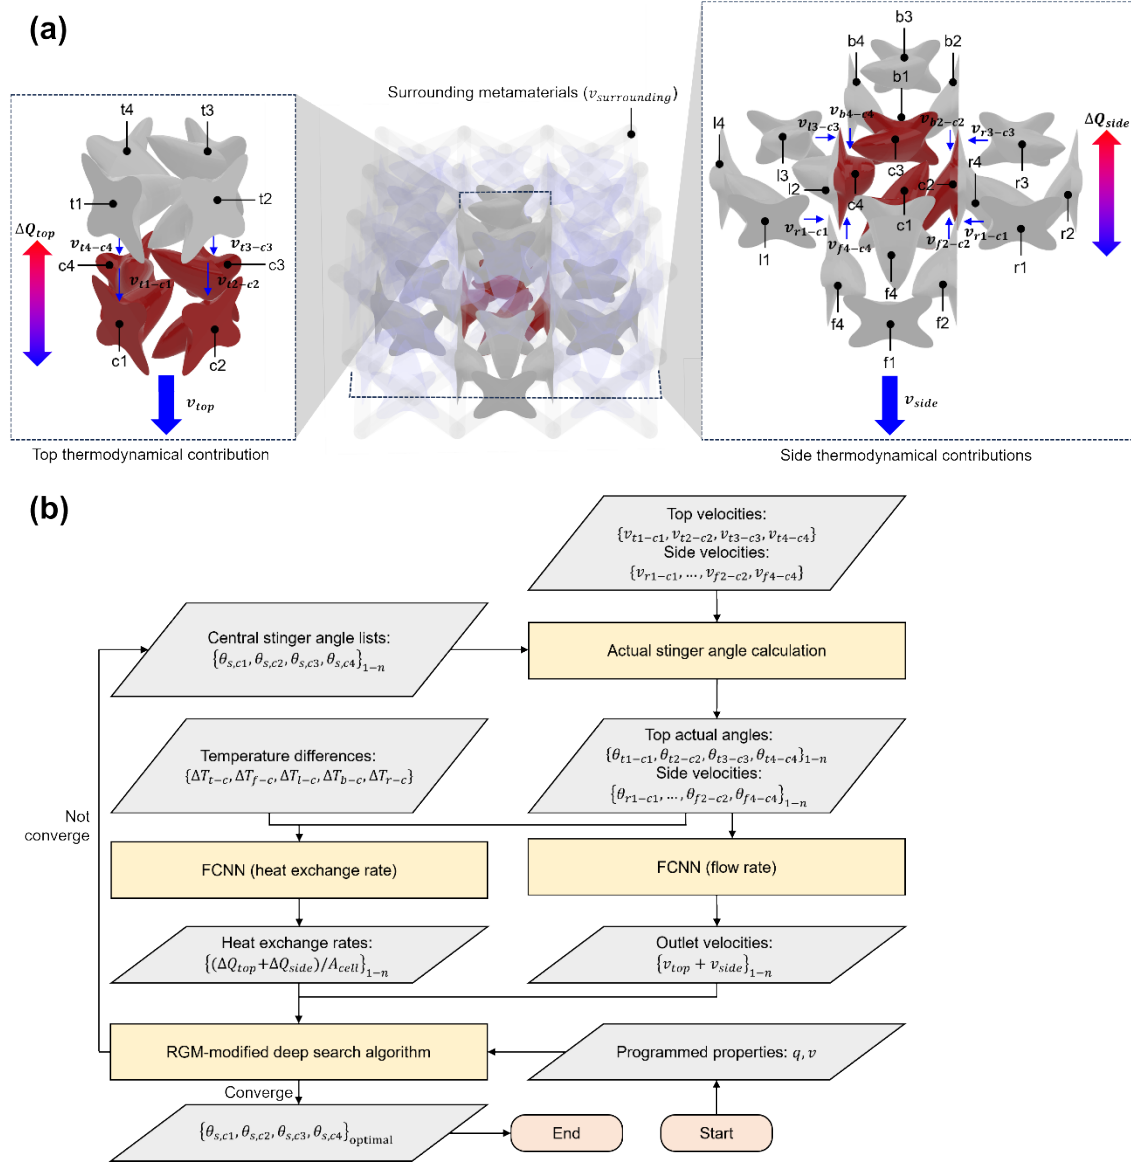 (a)
t4
t3
t1
t2
ΔQ_top
v_t4−c4
v_t3−c3
c4
c3
v_t1−c1
v_t2−c2
c1
c2
v_top
Top thermodynamical contribution
Surrounding metamaterials (v_surrounding)
b3
b4
b2
b1
l4
v_l3−c3
v_b4−c4
v_b2−c2
v_r3−c3
ΔQ_side
l3
c3
r4
r3
l2
c4
c1
c2
r2
v_r1−c1
v_f4−c4
v_f2−c2
v_r1−c1
l1
r1
f4
f4
f2
f1
v_side
Side thermodynamical contributions
(b)
Top velocities:
{v_t1−c1, v_t2−c2, v_t3−c3, v_t4−c4}
Side velocities:
{v_r1−c1, ..., v_f2−c2, v_f4−c4}
Central stinger angle lists:
{θ_s,c1, θ_s,c2, θ_s,c3, θ_s,c4}_1−n
Actual stinger angle calculation
Temperature differences:
{ΔT_t−c, ΔT_f−c, ΔT_l−c, ΔT_b−c, ΔT_r−c}
Top actual angles:
{θ_t1−c1, θ_t2−c2, θ_t3−c3, θ_t4−c4}_1−n
Side velocities:
{θ_r1−c1, ..., θ_f2−c2, θ_f4−c4}_1−n
Not
converge
FCNN (heat exchange rate)
FCNN (flow rate)
Heat exchange rates:
{(ΔQ_top+ΔQ_side)/A_cell}_1−n
Outlet velocities:
{v_top + v_side}_1−n
RGM-modified deep search algorithm
Programmed properties: q, v
Converge
{θ_s,c1, θ_s,c2, θ_s,c3, θ_s,c4}_optimal
End
Start